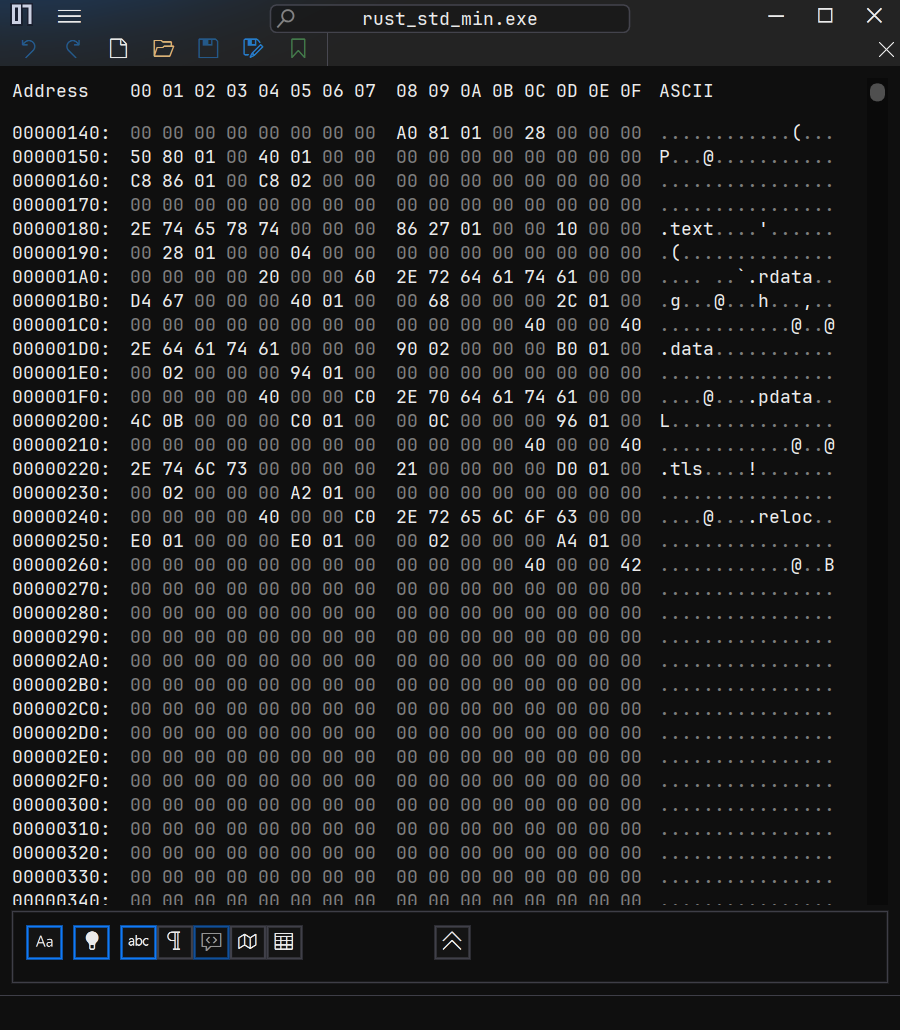 rust_std_min.exe
Address 00 01 02 03 04 05 06 07 08 09 0A 0B 0C 0D 0E 0F ASCII
00000140: 00 00 00 00 00 00 00 00 A0 81 01 00 28 00 00 00 ............(...
00000150: 50 80 01 00 40 01 00 00 00 00 00 00 00 00 00 00 P...@...........
00000160: C8 86 01 00 C8 02 00 00 00 00 00 00 00 00 00 00 ................
00000170: 00 00 00 00 00 00 00 00 00 00 00 00 00 00 00 00 ................
00000180: 2E 74 65 78 74 00 00 00 86 27 01 00 00 10 00 00 .text....'......
00000190: 00 28 01 00 00 04 00 00 00 00 00 00 00 00 00 00 .(..............
000001A0: 00 00 00 00 20 00 00 60 2E 72 64 61 74 61 00 00 .... ..`.rdata..
000001B0: D4 67 00 00 00 40 01 00 00 68 00 00 00 2C 01 00 .g...@...h...,..
000001C0: 00 00 00 00 00 00 00 00 00 00 00 00 40 00 00 40 ............@..@
000001D0: 2E 64 61 74 61 00 00 00 90 02 00 00 00 B0 01 00 .data...........
000001E0: 00 02 00 00 00 94 01 00 00 00 00 00 00 00 00 00 ................
000001F0: 00 00 00 00 40 00 00 C0 2E 70 64 61 74 61 00 00 ....@....pdata..
00000200: 4C 0B 00 00 00 C0 01 00 00 0C 00 00 00 96 01 00 L...............
00000210: 00 00 00 00 00 00 00 00 00 00 00 00 40 00 00 40 ............@..@
00000220: 2E 74 6C 73 00 00 00 00 21 00 00 00 00 D0 01 00 .tls....!.......
00000230: 00 02 00 00 00 A2 01 00 00 00 00 00 00 00 00 00 ................
00000240: 00 00 00 00 40 00 00 C0 2E 72 65 6C 6F 63 00 00 ....@....reloc..
00000250: E0 01 00 00 00 E0 01 00 00 02 00 00 00 A4 01 00 ................
00000260: 00 00 00 00 00 00 00 00 00 00 00 00 40 00 00 42 ............@..B
00000270: 00 00 00 00 00 00 00 00 00 00 00 00 00 00 00 00 ................
00000280: 00 00 00 00 00 00 00 00 00 00 00 00 00 00 00 00 ................
00000290: 00 00 00 00 00 00 00 00 00 00 00 00 00 00 00 00 ................
000002A0: 00 00 00 00 00 00 00 00 00 00 00 00 00 00 00 00 ................
000002B0: 00 00 00 00 00 00 00 00 00 00 00 00 00 00 00 00 ................
000002C0: 00 00 00 00 00 00 00 00 00 00 00 00 00 00 00 00 ................
000002D0: 00 00 00 00 00 00 00 00 00 00 00 00 00 00 00 00 ................
000002E0: 00 00 00 00 00 00 00 00 00 00 00 00 00 00 00 00 ................
000002F0: 00 00 00 00 00 00 00 00 00 00 00 00 00 00 00 00 ................
00000300: 00 00 00 00 00 00 00 00 00 00 00 00 00 00 00 00 ................
00000310: 00 00 00 00 00 00 00 00 00 00 00 00 00 00 00 00 ................
00000320: 00 00 00 00 00 00 00 00 00 00 00 00 00 00 00 00 ................
00000330: 00 00 00 00 00 00 00 00 00 00 00 00 00 00 00 00 ................
00000340: 00 00 00 00 00 00 00 00 00 00 00 00 00 00 00 00 ................
Aa abc ¶